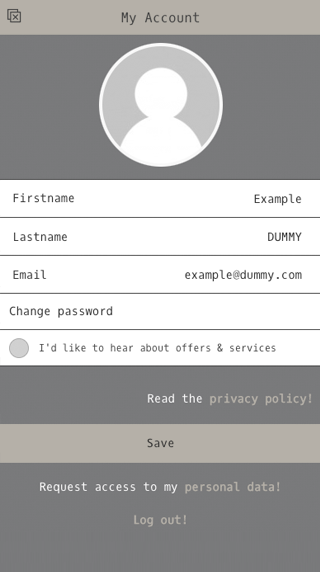 My Account
Firstname Example
Lastname DUMMY
Email example@dummy.com
Change password
I'd like to hear about offers & services
Read the privacy policy!
Save
Request access to my personal data!
Log out!